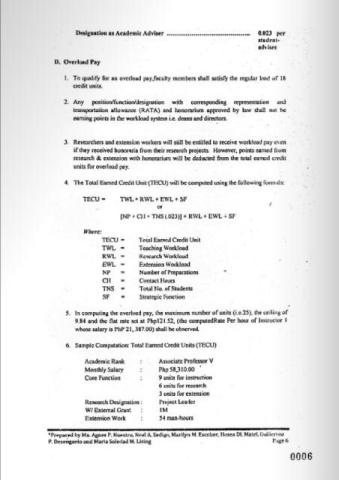 Designation as Academic Adviser ........................................ 0.023 per
student-
advisee
D. Overload Pay
1. To qualify for an overload pay, faculty members shall satisfy the regular load of 18
credit units.
2. Any position/function/designation with corresponding representation and
transportation allowance (RATA) and honorarium approved by law shall not be
earning points in the workload system i.e. deans and directors.
3. Researchers and extension workers will still be entitled to receive workload pay even
if they received honoraria from their research projects. However, points earned from
research & extension with honorarium will be deducted from the total earned credit
units for overload pay.
4. The Total Earned Credit Unit (TECU) will be computed using the following formula:
TECU = TWL + RWL + EWL + SF
or
[NP + CH + TNS (.023)] + RWL + EWL + SF
Where:
TECU = Total Earned Credit Unit
TWL = Teaching Workload
RWL = Research Workload
EWL = Extension Workload
NP = Number of Preparations
CH = Contact Hours
TNS = Total No. of Students
SF = Strategic Function
5. In computing the overload pay, the maximum number of units (i.e.25), the ceiling of
9.84 and the flat rate set at Php121.52, (the computedRate Per hour of Instructor I
whose salary is PhP 21, 387.00) shall be observed.
6. Sample Computation: Total Earned Credit Units (TECU)
Academic Rank : Associate Professor V
Monthly Salary : Php 58,310.00
Core Function : 9 units for instruction
6 units for research
3 units for extension
Research Designation : Project Leader
W/ External Grant : 1M
Extension Work : 54 man-hours
*Prepared by Ms. Agnes P. Nuestro, Neal A. Sedigo, Marilyn M. Escobar, Hosea DL Matel, Guillermo
P. Desenganio and Maria Soledad M. Lising Page 6
0006